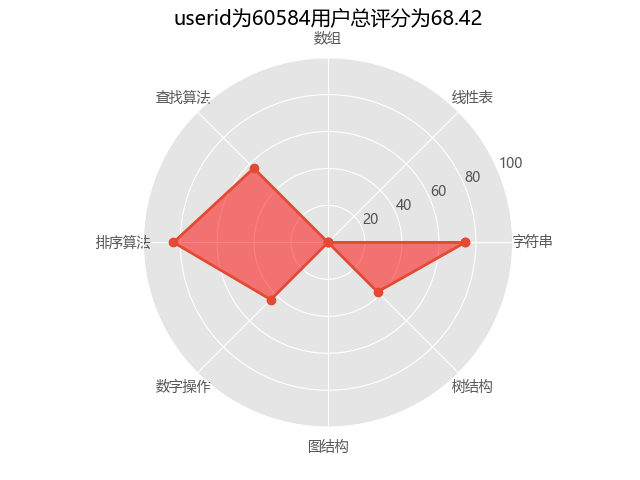 userid为60584用户总评分为68.42
数组
查找算法
线性表
100
80
60
40
20
排序算法
字符串
数字操作
树结构
图结构